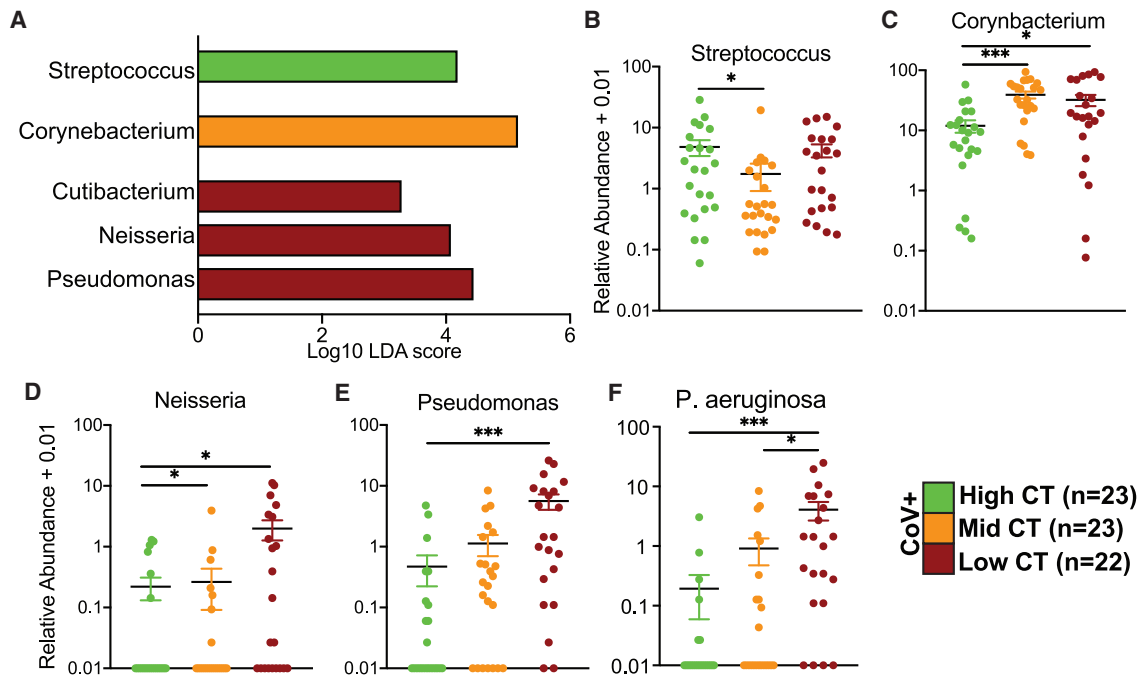 A
Streptococcus
Corynebacterium
Cutibacterium
Neisseria
Pseudomonas
0 2 4 6
Log10 LDA score
B
Streptococcus
*
Relative Abundance + 0.01
100
10
1
0.1
0.01
C
Corynbacterium
*
***
100
10
1
0.1
0.01
D
Neisseria
*
*
Relative Abundance + 0.01
100
10
1
0.1
0.01
E
Pseudomonas
***
100
10
1
0.1
0.01
F
P. aeruginosa
***
*
100
10
1
0.1
0.01
CoV+
High CT (n=23)
Mid CT (n=23)
Low CT (n=22)